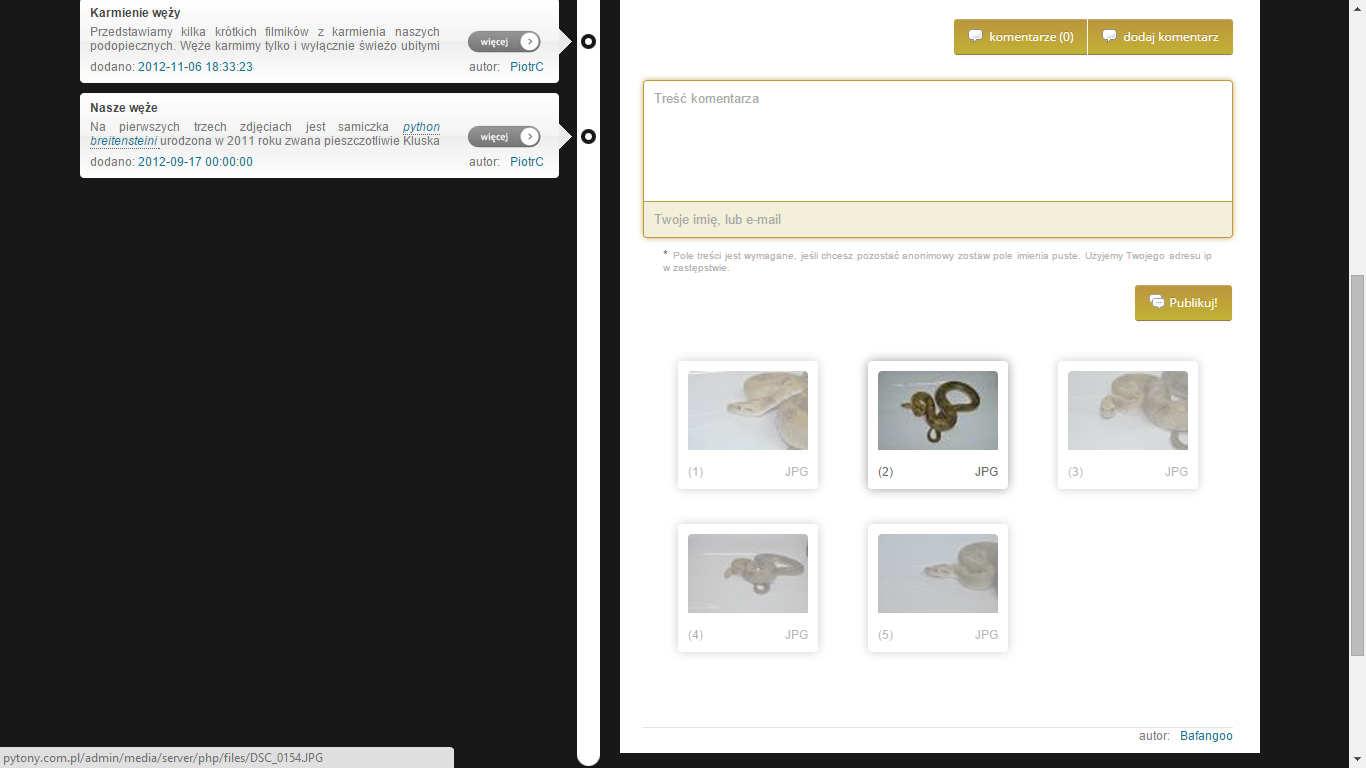 Karmienie węży
Przedstawiamy kilka krótkich filmików z karmienia naszych
podopiecznych. Węże karmimy tylko i wyłącznie świeżo ubitymi
więcej
dodano: 2012-11-06 18:33:23
autor: PiotrC
Nasze węże
Na pierwszych trzech zdjęciach jest samiczka python
breitensteini urodzona w 2011 roku zwana pieszczotliwie Kluska
więcej
dodano: 2012-09-17 00:00:00
autor: PiotrC
komentarze (0)
dodaj komentarz
Treść komentarza
Twoje imię, lub e-mail
* Pole treści jest wymagane, jeśli chcesz pozostać anonimowy zostaw pole imienia puste. Użyjemy Twojego adresu ip
w zastępstwie.
Publikuj!
(1) JPG
(2) JPG
(3) JPG
(4) JPG
(5) JPG
autor: Bafangoo
pytony.com.pl/admin/media/server/php/files/DSC_0154.JPG